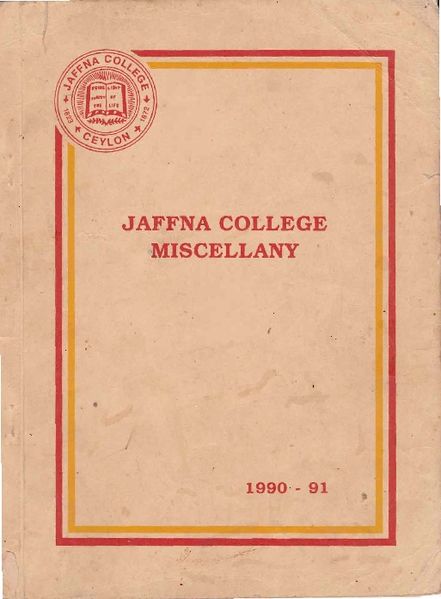 JAFFNA COLLEGE
1823
1872
CEYLON
JAFFNA COLLEGE
MISCELLANY
1990 - 91